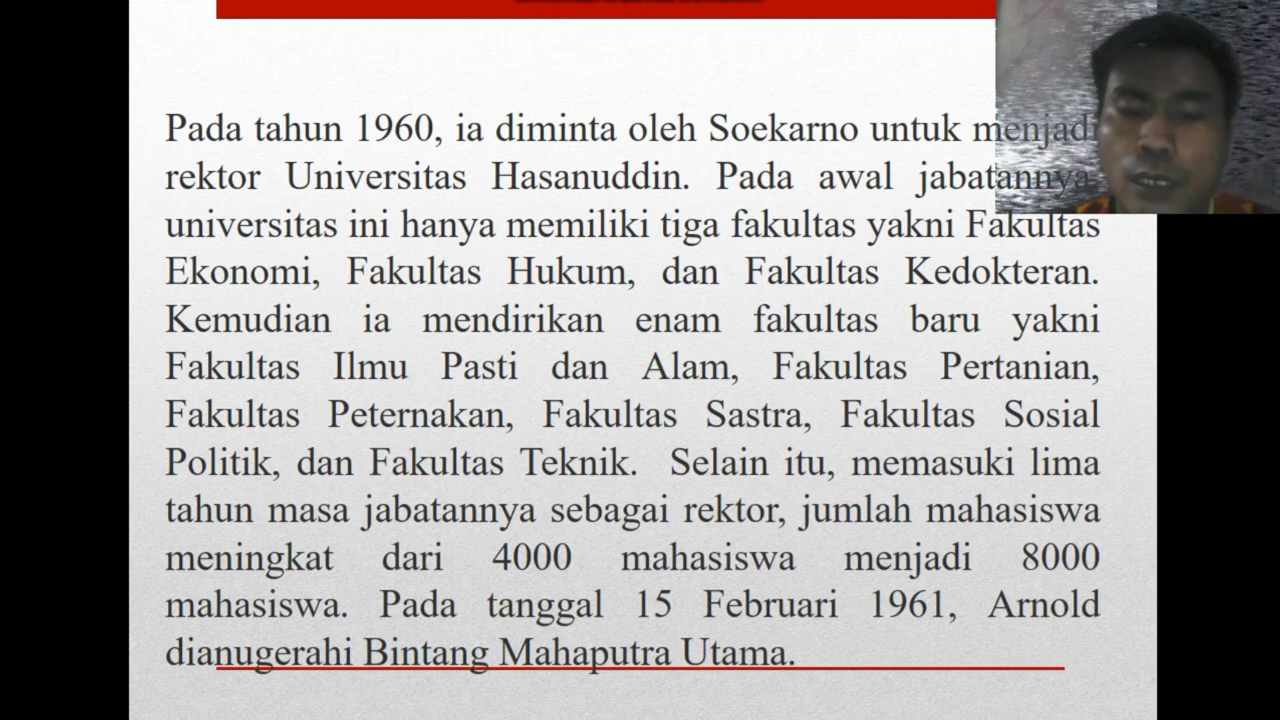 Pada tahun 1960, ia diminta oleh Soekarno untuk menjadi
rektor Universitas Hasanuddin. Pada awal jabatannya,
universitas ini hanya memiliki tiga fakultas yakni Fakultas
Ekonomi, Fakultas Hukum, dan Fakultas Kedokteran.
Kemudian ia mendirikan enam fakultas baru yakni
Fakultas Ilmu Pasti dan Alam, Fakultas Pertanian,
Fakultas Peternakan, Fakultas Sastra, Fakultas Sosial
Politik, dan Fakultas Teknik. Selain itu, memasuki lima
tahun masa jabatannya sebagai rektor, jumlah mahasiswa
meningkat dari 4000 mahasiswa menjadi 8000
mahasiswa. Pada tanggal 15 Februari 1961, Arnold
dianugerahi Bintang Mahaputra Utama.